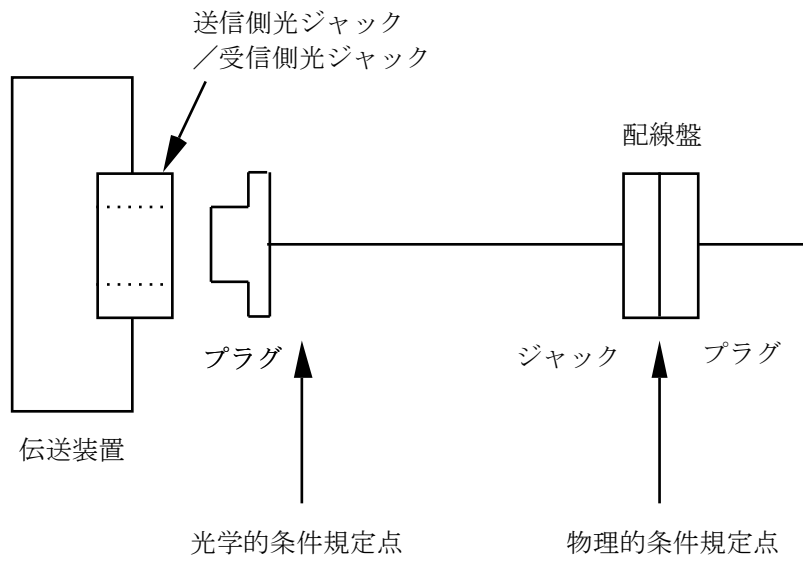 送信側光ジャック
／受信側光ジャック
配線盤
プラグ
ジャック
プラグ
伝送装置
光学的条件規定点
物理的条件規定点